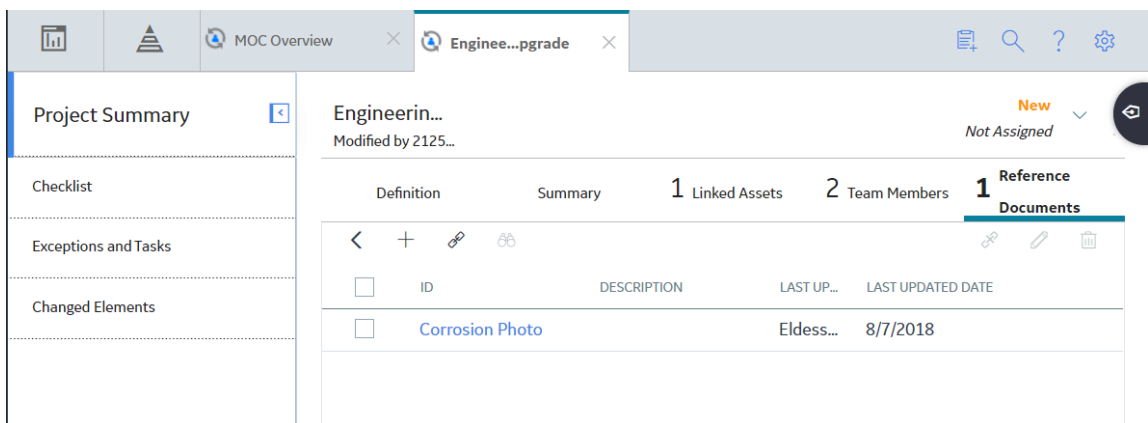 MOC Overview
Enginee...pgrade
Project Summary
Checklist
Exceptions and Tasks
Changed Elements
Engineerin...
Modified by 2125...
New
Not Assigned
Definition
Summary
1 Linked Assets
2 Team Members
1 Reference
Documents
ID
DESCRIPTION
LAST UP...
LAST UPDATED DATE
Corrosion Photo
Eldess...
8/7/2018